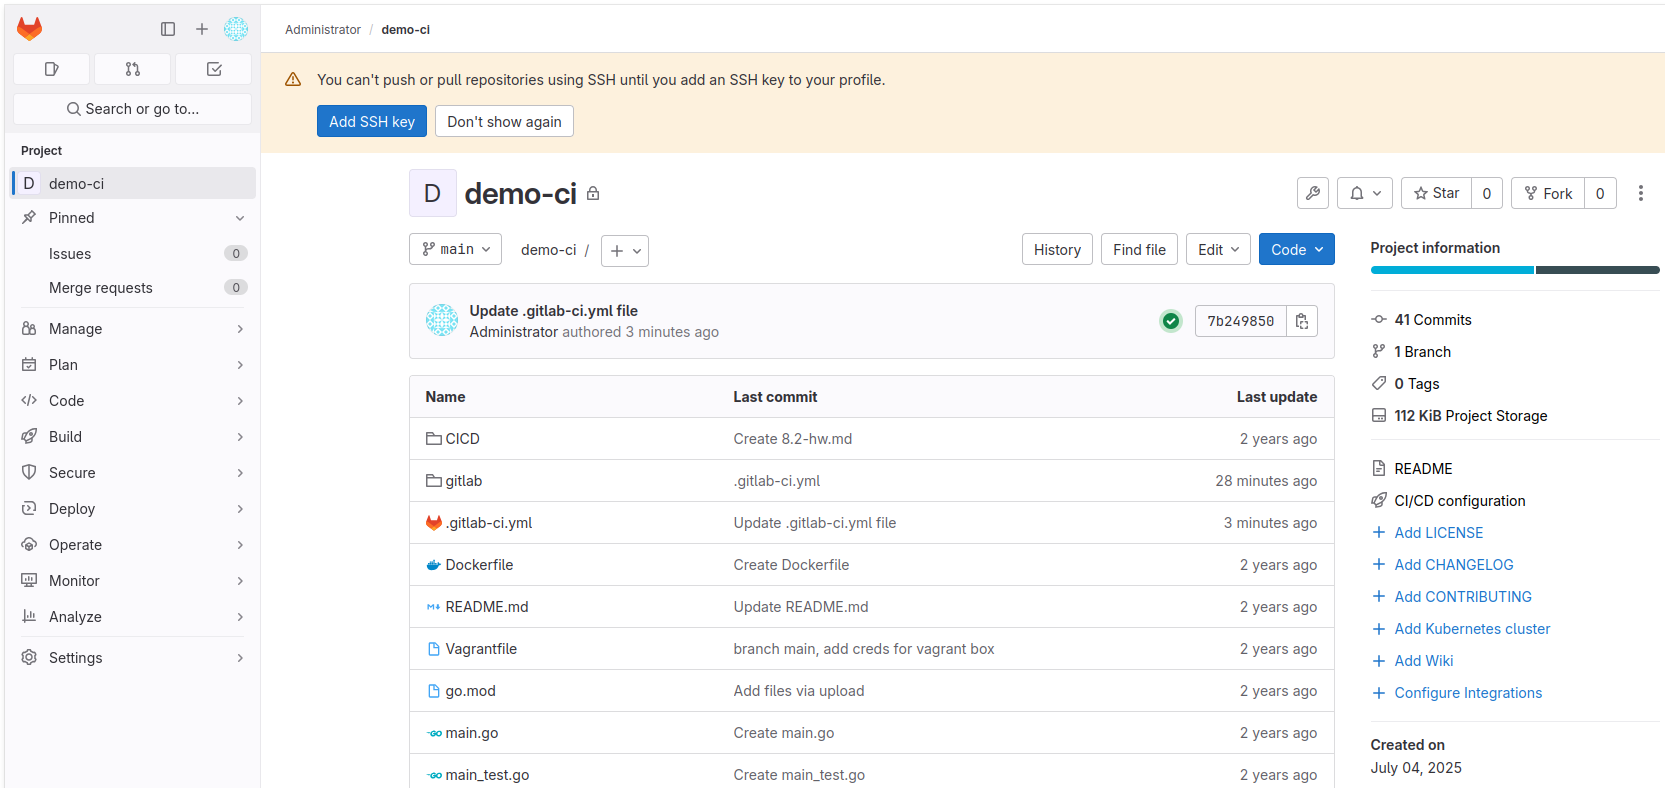 Administrator / demo-ci
Search or go to...
Project
D demo-ci
Pinned
Issues 0
Merge requests 0
Manage
Plan
Code
Build
Secure
Deploy
Operate
Monitor
Analyze
Settings
You can't push or pull repositories using SSH until you add an SSH key to your profile.
Add SSH key Don't show again
D demo-ci
Star 0 Fork 0
main demo-ci / +
History Find file Edit Code
Update .gitlab-ci.yml file
Administrator authored 3 minutes ago
7b249850
Name Last commit Last update
CICD Create 8.2-hw.md 2 years ago
gitlab .gitlab-ci.yml 28 minutes ago
.gitlab-ci.yml Update .gitlab-ci.yml file 3 minutes ago
Dockerfile Create Dockerfile 2 years ago
README.md Update README.md 2 years ago
Vagrantfile branch main, add creds for vagrant box 2 years ago
go.mod Add files via upload 2 years ago
main.go Create main.go 2 years ago
main_test.go Create main_test.go 2 years ago
Project information
41 Commits
1 Branch
0 Tags
112 KiB Project Storage
README
CI/CD configuration
+ Add LICENSE
+ Add CHANGELOG
+ Add CONTRIBUTING
+ Add Kubernetes cluster
+ Add Wiki
+ Configure Integrations
Created on
July 04, 2025